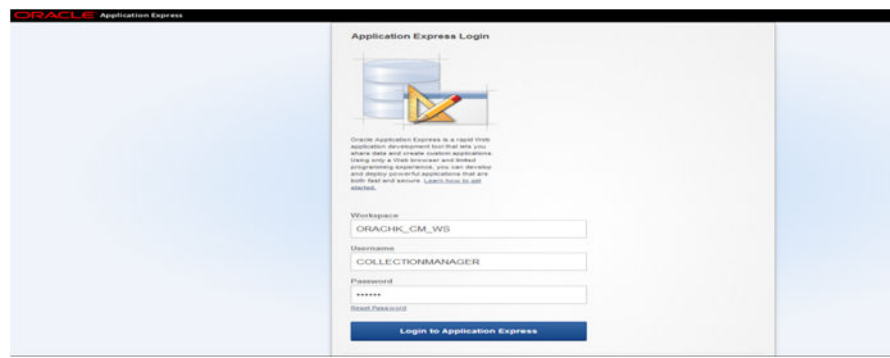 ORACLE Application Express
Application Express Login
Oracle Application Express is a rapid Web
application development tool that lets you
share data and create custom applications.
Using only a Web browser and limited
programming experience, you can develop
and deploy powerful applications that are
both fast and secure. Learn how to get
started.
Workspace
ORACHK_CM_WS
Username
COLLECTIONMANAGER
Password
••••••
Reset Password
Login to Application Express